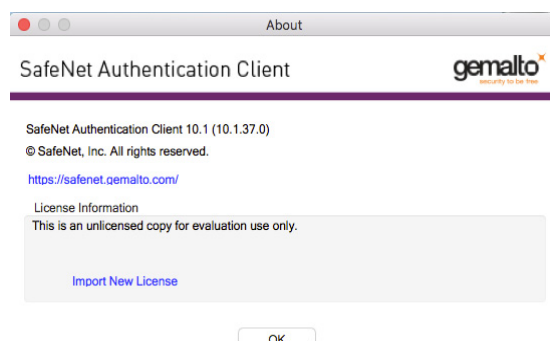 About
SafeNet Authentication Client
gemalto
security to be free
SafeNet Authentication Client 10.1 (10.1.37.0)
© SafeNet, Inc. All rights reserved.
https://safenet.gemalto.com/
License Information
This is an unlicensed copy for evaluation use only.
Import New License
OK